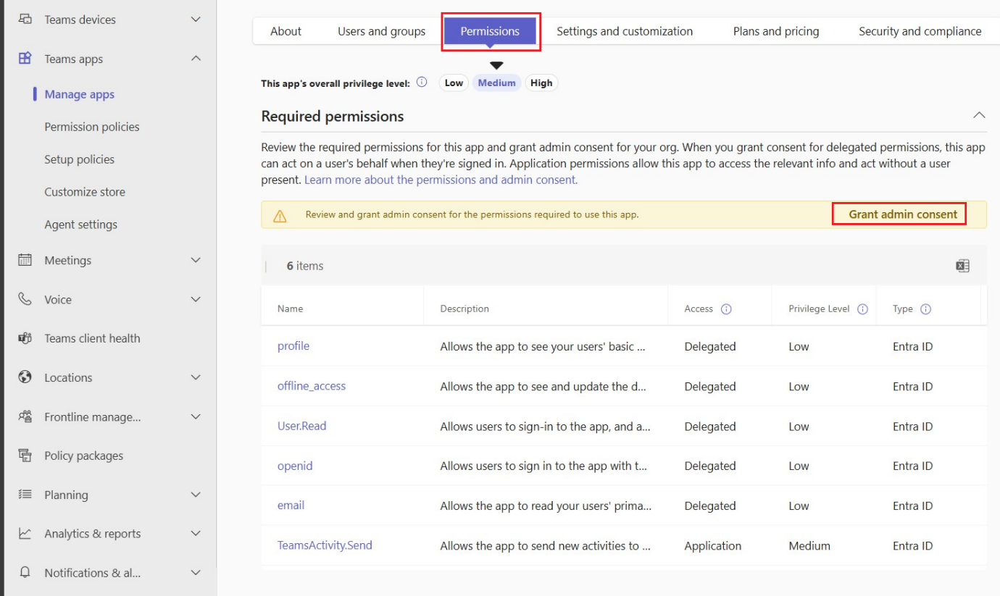 Teams devices
Teams apps
Manage apps
Permission policies
Setup policies
Customize store
Agent settings
Meetings
Voice
Teams client health
Locations
Frontline manage...
Policy packages
Planning
Analytics & reports
Notifications & al...
About Users and groups Permissions Settings and customization Plans and pricing Security and compliance
This app's overall privilege level: Low Medium High
Required permissions
Review the required permissions for this app and grant admin consent for your org. When you grant consent for delegated permissions, this app
can act on a user's behalf when they're signed in. Application permissions allow this app to access the relevant info and act without a user
present. Learn more about the permissions and admin consent.
Review and grant admin consent for the permissions required to use this app. Grant admin consent
6 items
Name Description Access Privilege Level Type
profile Allows the app to see your users' basic ... Delegated Low Entra ID
offline_access Allows the app to see and update the d... Delegated Low Entra ID
User.Read Allows users to sign-in to the app, and a... Delegated Low Entra ID
openid Allows users to sign in to the app with t... Delegated Low Entra ID
email Allows the app to read your users' prima... Delegated Low Entra ID
TeamsActivity.Send Allows the app to send new activities to ... Application Medium Entra ID